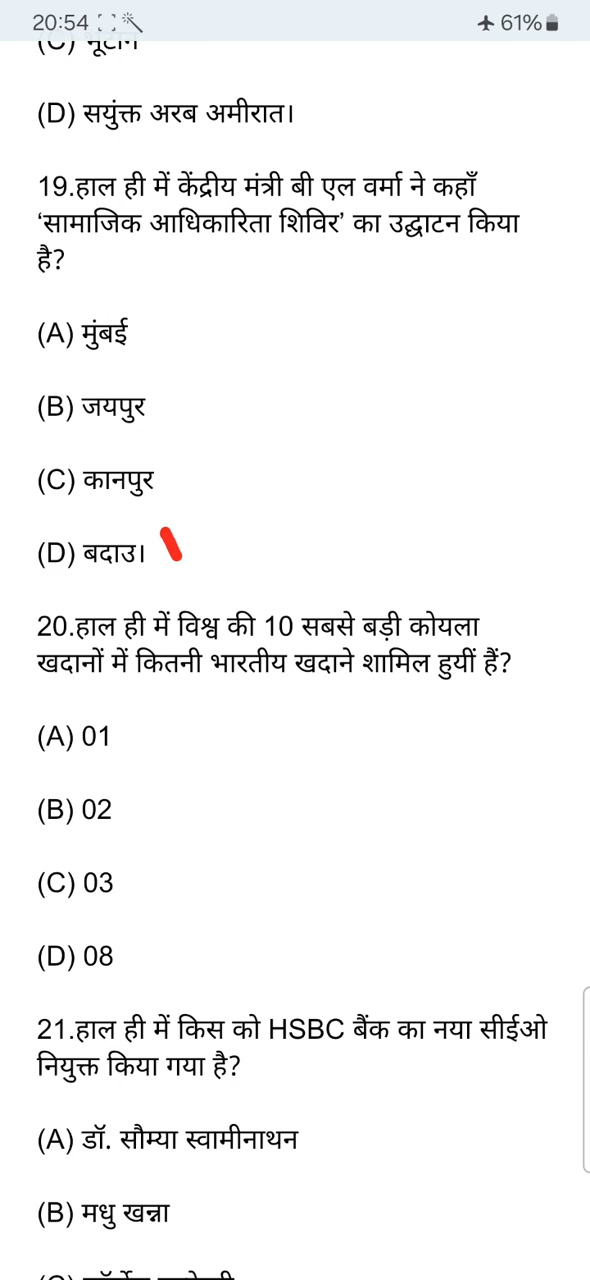 20:54
61%
(D) सयुंक्त अरब अमीरात।
19.हाल ही में केंद्रीय मंत्री बी एल वर्मा ने कहाँ
‘सामाजिक आधिकारिता शिविर’ का उद्घाटन किया
है?
(A) मुंबई
(B) जयपुर
(C) कानपुर
(D) बदाउ।
20.हाल ही में विश्व की 10 सबसे बड़ी कोयला
खदानों में कितनी भारतीय खदाने शामिल हुयीं हैं?
(A) 01
(B) 02
(C) 03
(D) 08
21.हाल ही में किस को HSBC बैंक का नया सीईओ
नियुक्त किया गया है?
(A) डॉ. सौम्या स्वामीनाथन
(B) मधु खन्ना